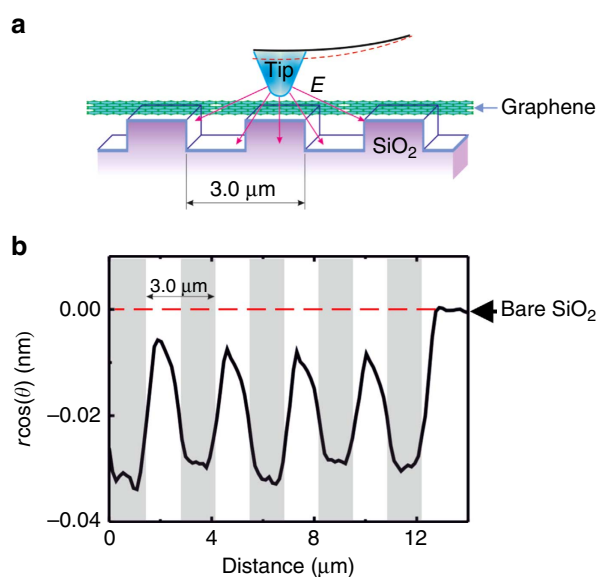 a
Tip
E
Graphene
SiO₂
3.0 μm
b
3.0 μm
0.00
Bare SiO₂
−0.02
−0.04
rcos(θ) (nm)
0 4 8 12
Distance (μm)